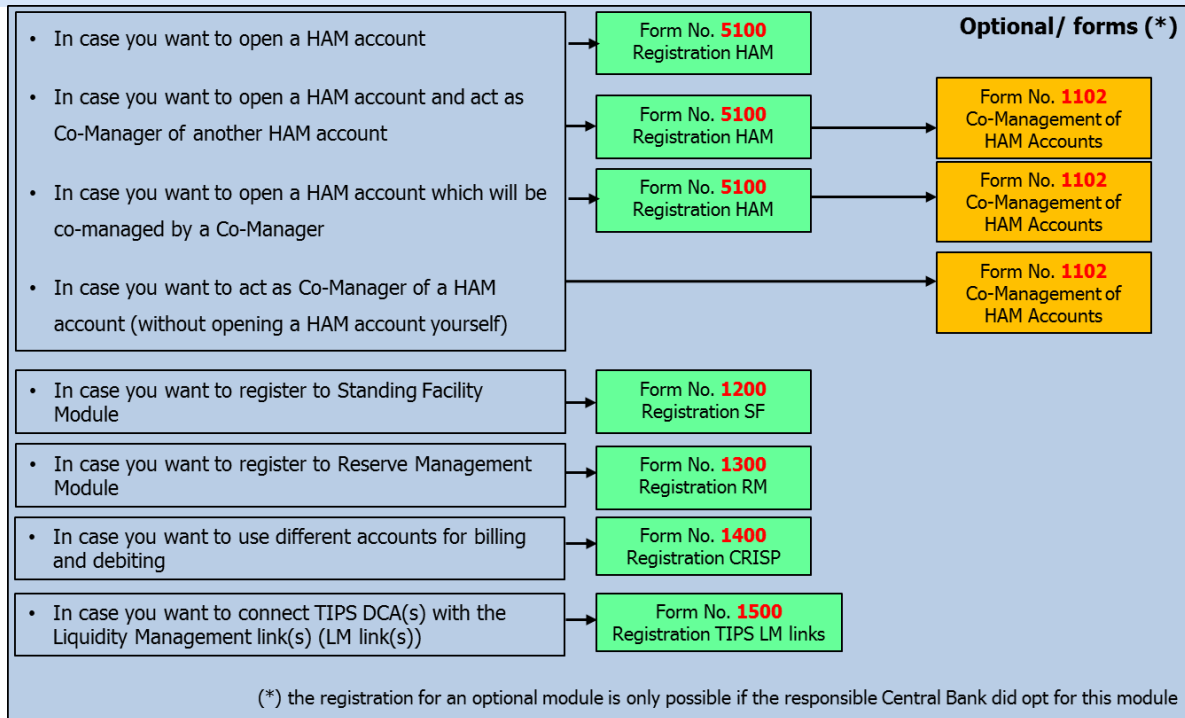 Optional/ forms (*)
• In case you want to open a HAM account
Form No. 5100
Registration HAM
• In case you want to open a HAM account and act as
Co-Manager of another HAM account
Form No. 5100
Registration HAM
Form No. 1102
Co-Management of
HAM Accounts
• In case you want to open a HAM account which will be
co-managed by a Co-Manager
Form No. 5100
Registration HAM
Form No. 1102
Co-Management of
HAM Accounts
• In case you want to act as Co-Manager of a HAM
account (without opening a HAM account yourself)
Form No. 1102
Co-Management of
HAM Accounts
• In case you want to register to Standing Facility
Module
Form No. 1200
Registration SF
• In case you want to register to Reserve Management
Module
Form No. 1300
Registration RM
• In case you want to use different accounts for billing
and debiting
Form No. 1400
Registration CRISP
• In case you want to connect TIPS DCA(s) with the
Liquidity Management link(s) (LM link(s))
Form No. 1500
Registration TIPS LM links
(*) the registration for an optional module is only possible if the responsible Central Bank did opt for this module